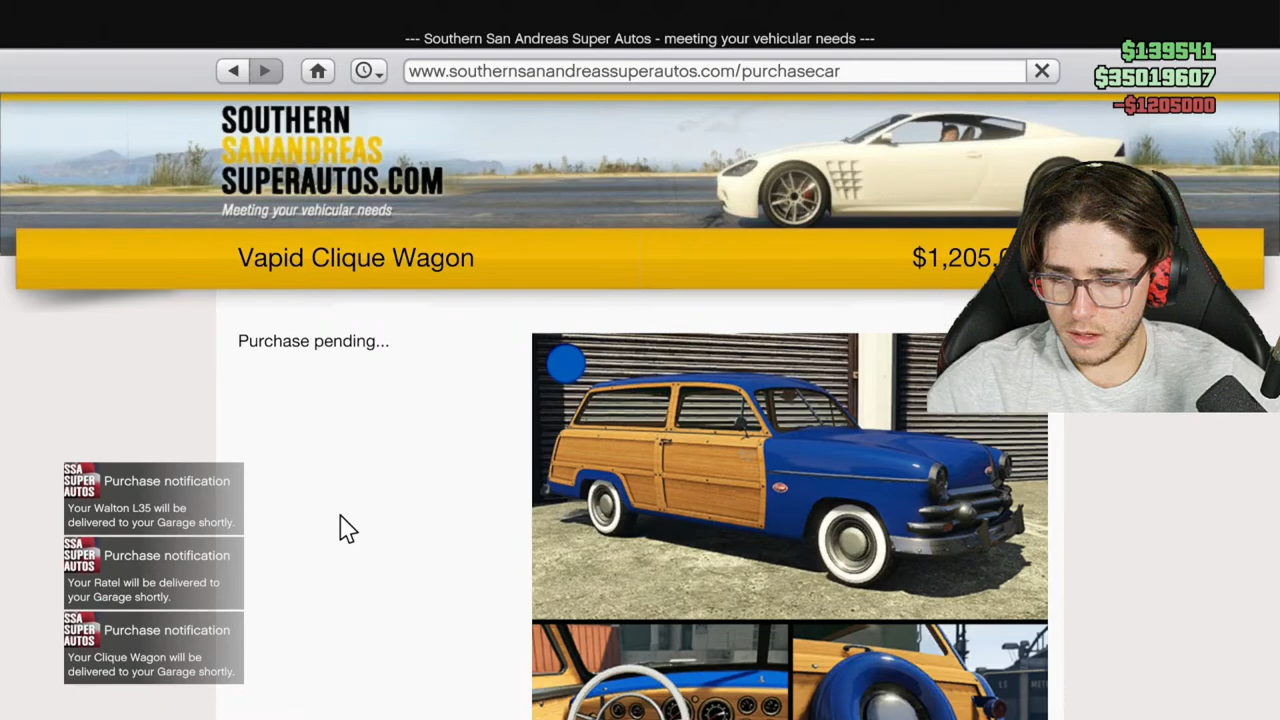 --- Southern San Andreas Super Autos - meeting your vehicular needs ---
www.southernsanandreassuperautos.com/purchasecar
$139541
$35019607
-$1205000
SOUTHERN
SANANDREAS
SUPERAUTOS.COM
Meeting your vehicular needs
Vapid Clique Wagon
$1,205,0
Purchase pending...
SSA
SUPER
AUTOS
Purchase notification
Your Walton L35 will be
delivered to your Garage shortly.
SSA
SUPER
AUTOS
Purchase notification
Your Ratel will be delivered to
your Garage shortly.
SSA
SUPER
AUTOS
Purchase notification
Your Clique Wagon will be
delivered to your Garage shortly.